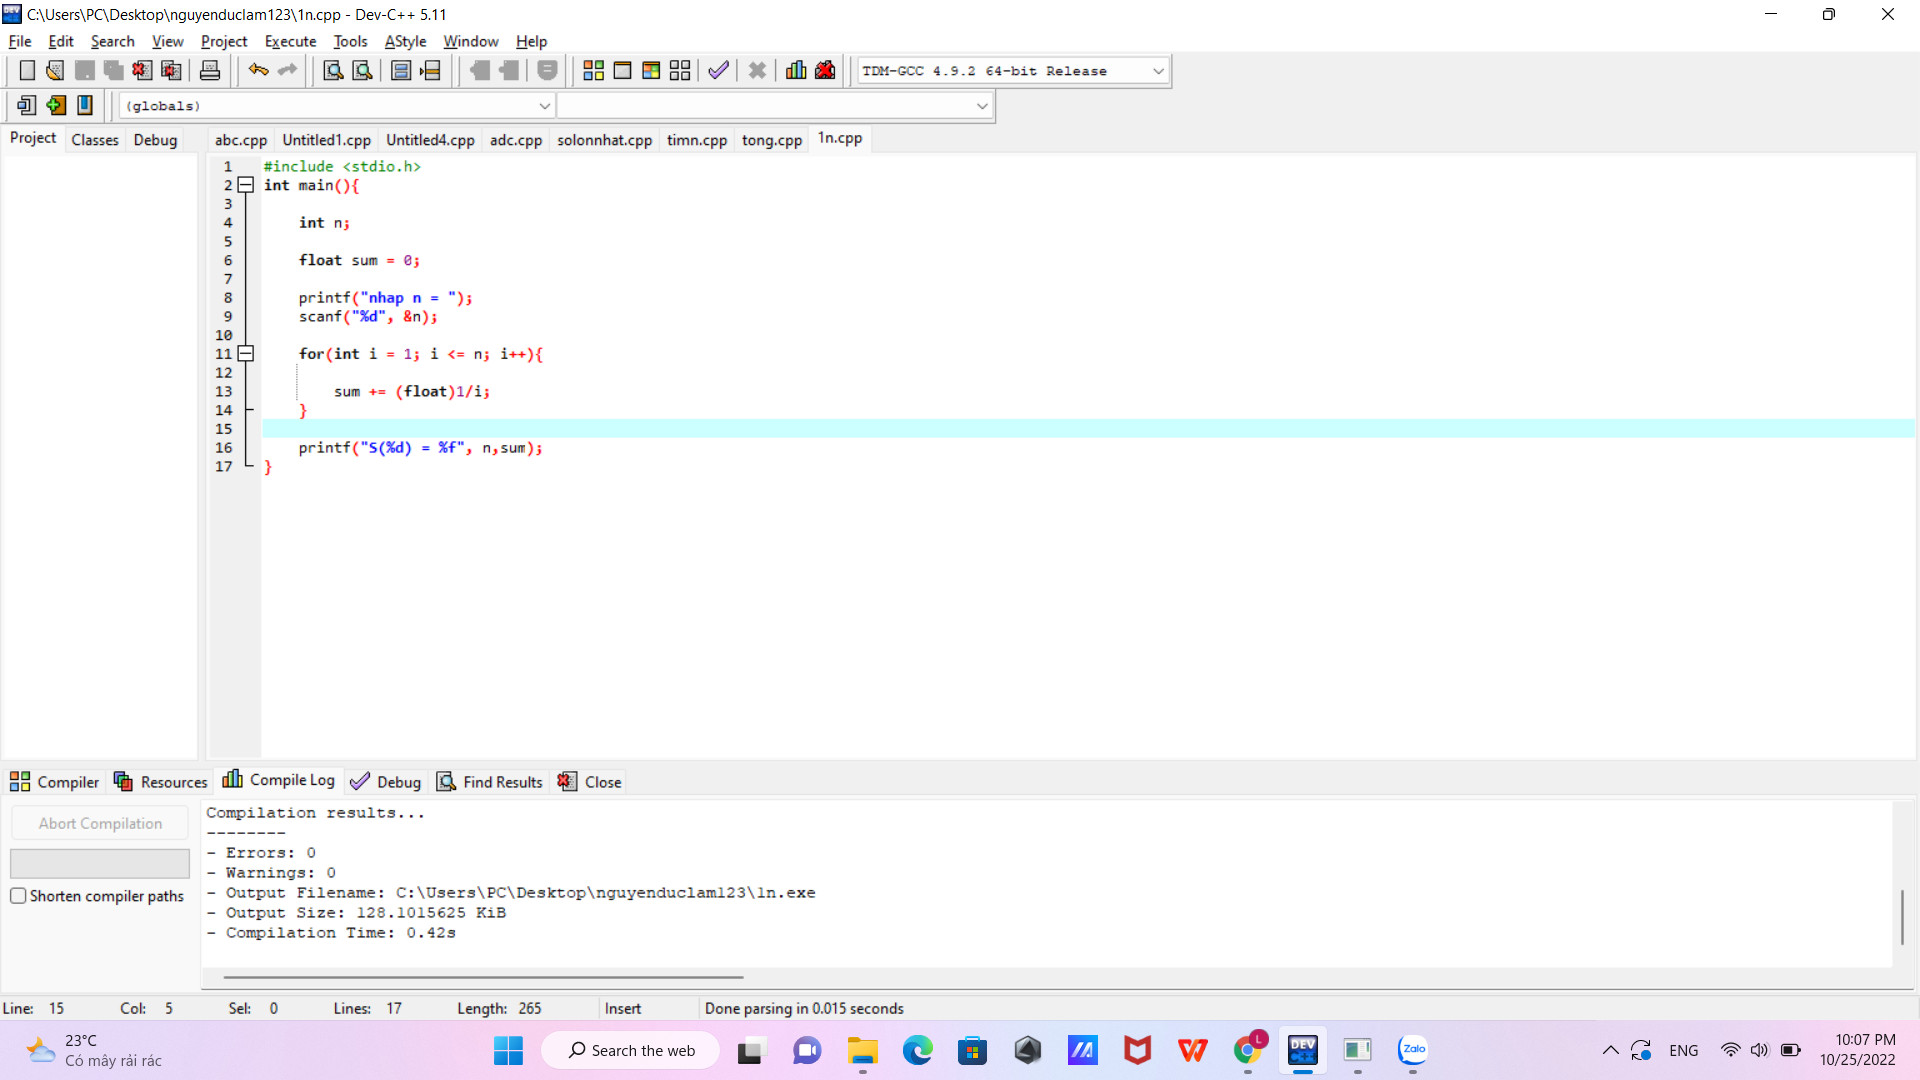 C:\Users\PC\Desktop\nguyenduclam123\1n.cpp - Dev-C++ 5.11
File Edit Search View Project Execute Tools AStyle Window Help
TDM-GCC 4.9.2 64-bit Release
(globals)
Project Classes Debug abc.cpp Untitled1.cpp Untitled4.cpp adc.cpp solonnhat.cpp timn.cpp tong.cpp 1n.cpp
1 #include <stdio.h>
2 int main(){
3
4 int n;
5
6 float sum = 0;
7
8 printf("nhap n = ");
9 scanf("%d", &n);
10
11 for(int i = 1; i <= n; i++){
12
13 sum += (float)1/i;
14 }
15
16 printf("S(%d) = %f", n,sum);
17 }
Compiler Resources Compile Log Debug Find Results Close
Abort Compilation
Shorten compiler paths
Compilation results...
--------
- Errors: 0
- Warnings: 0
- Output Filename: C:\Users\PC\Desktop\nguyenduclam123\1n.exe
- Output Size: 128.1015625 KiB
- Compilation Time: 0.42s
Line: 15 Col: 5 Sel: 0 Lines: 17 Length: 265 Insert Done parsing in 0.015 seconds
23°C
Có mây rải rác
Search the web
L
DEV
C++
Zalo
ENG
10:07 PM
10/25/2022